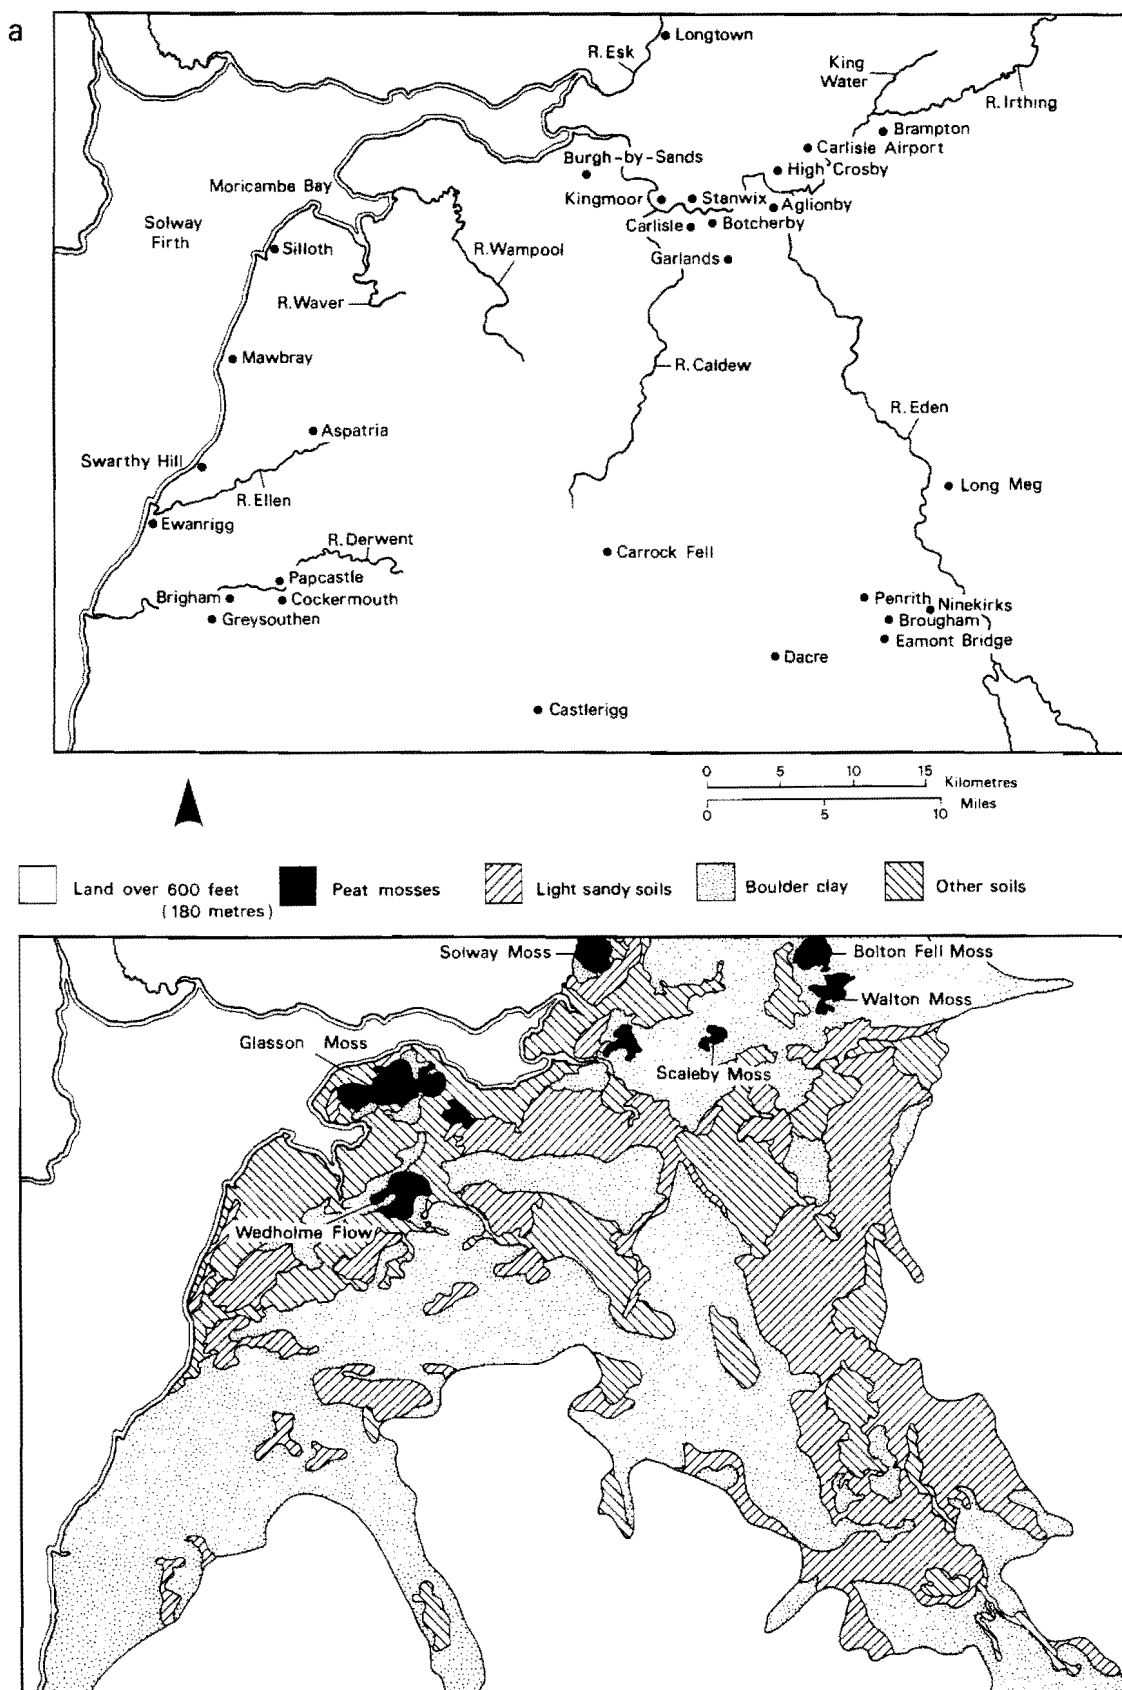 a
Longtown
R.Esk
King
Water
R.Irthing
Brampton
Carlisle Airport
Burgh-by-Sands
High Crosby
Moricambe Bay
Kingmoor
Stanwix
Aglionby
Solway
Firth
Carlisle
Botcherby
Silloth
R.Wampool
Garlands
R.Waver
Mawbray
R.Caldew
R.Eden
Aspatria
Swarthy Hill
R.Ellen
Long Meg
Ewanrigg
R.Derwent
Carrock Fell
Papcastle
Brigham
Cockermouth
Penrith
Ninekirks
Greysouthen
Brougham
Eamont Bridge
Dacre
Castlerigg
0 5 10 15
Kilometres
Miles
0 5 10
Land over 600 feet
(180 metres)
Peat mosses
Light sandy soils
Boulder clay
Other soils
Solway Moss
Bolton Fell Moss
Walton Moss
Glasson Moss
Scaleby Moss
Wedholme Flow